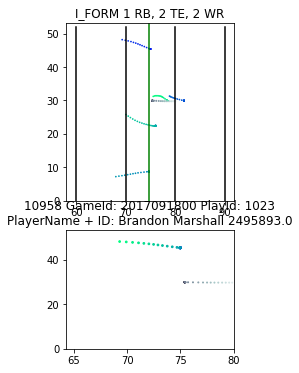 I_FORM 1 RB, 2 TE, 2 WR
50
40
30
20
10
0
60 70 80 90
10958 GameId: 2017091800 PlayId: 1023
PlayerName + ID: Brandon Marshall 2495893.0
40
20
0
65 70 75 80